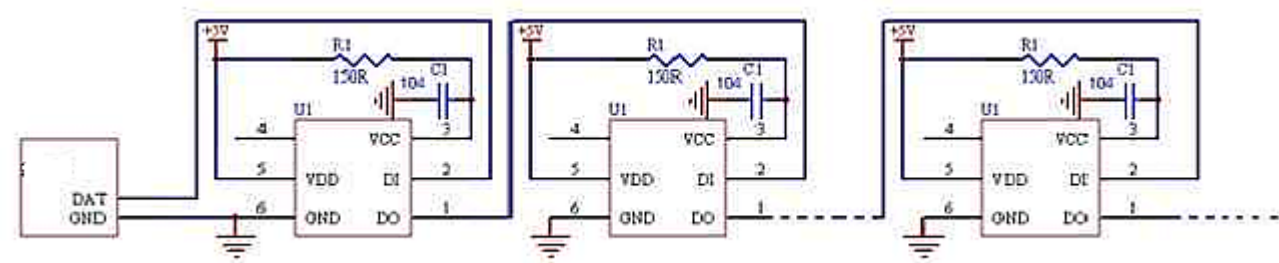 +5V
R1
150R
104
C1
U1
4
VCC
3
5
VDD
DI
2
6
GND
DO
1
DAT
GND
+5V
R1
150R
104
C1
U1
4
VCC
3
5
VDD
DI
2
6
GND
DO
1
+5V
R1
150R
104
C1
U1
4
VCC
3
5
VDD
DI
2
6
GND
DO
1